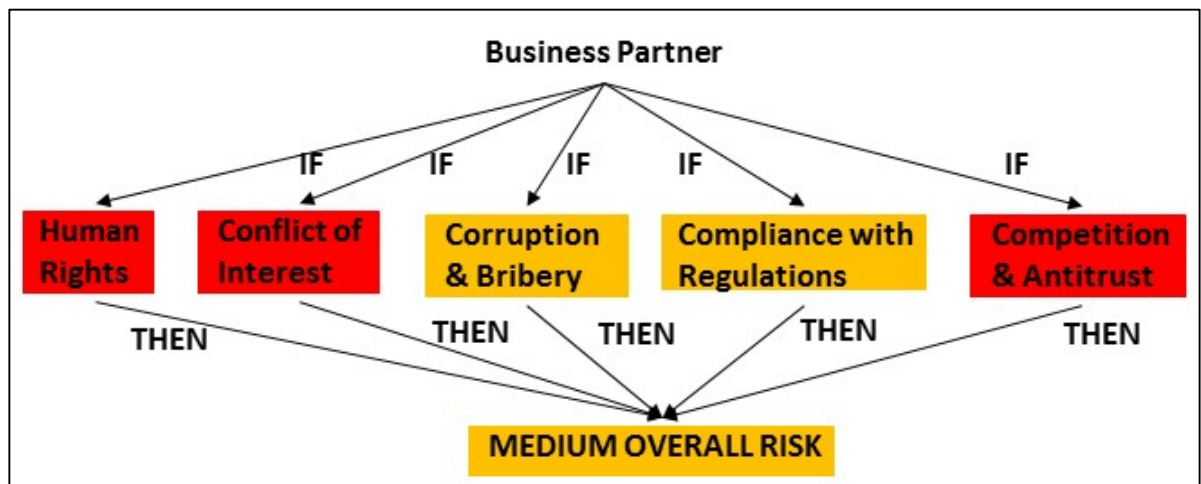 Business Partner
IF IF IF IF IF
Human Rights
Conflict of Interest
Corruption & Bribery
Compliance with Regulations
Competition & Antitrust
THEN THEN THEN THEN THEN
MEDIUM OVERALL RISK